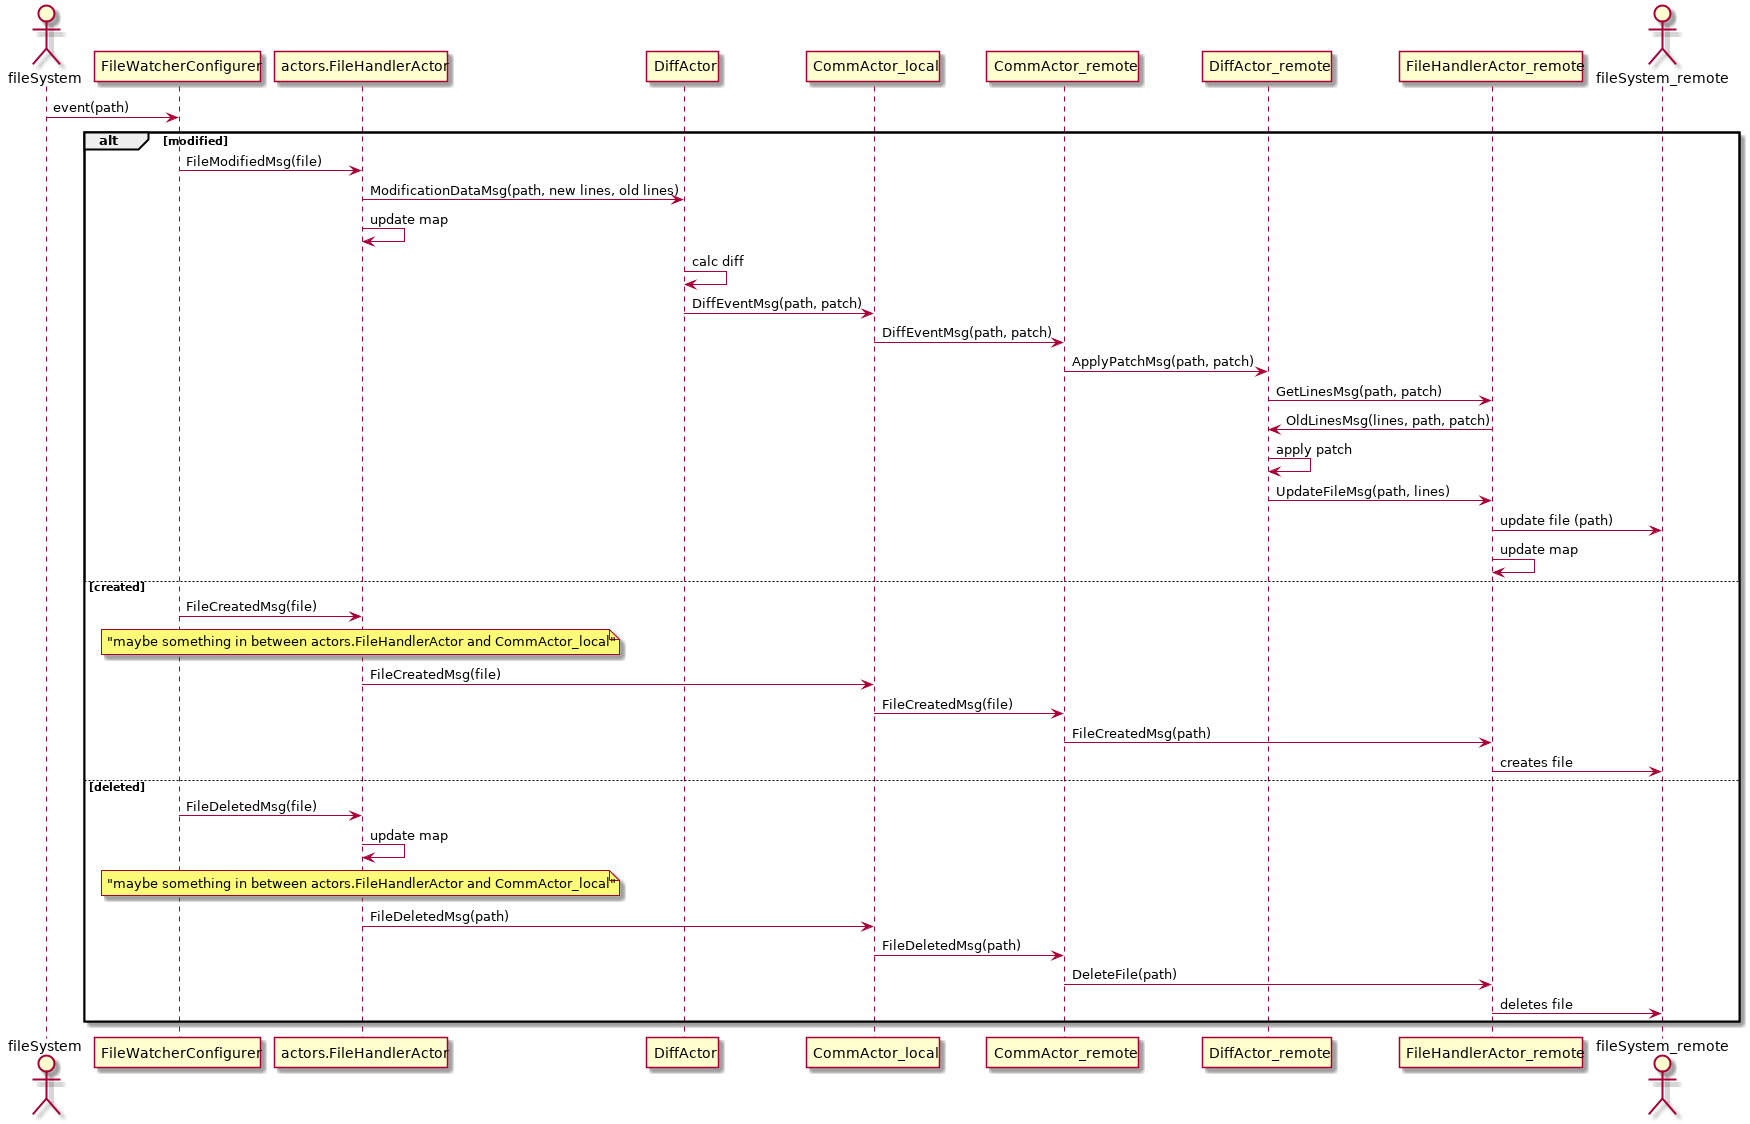 fileSystem
FileWatcherConfigurer
actors.FileHandlerActor
DiffActor
CommActor_local
CommActor_remote
DiffActor_remote
FileHandlerActor_remote
fileSystem_remote
event(path)
alt
[modified]
FileModifiedMsg(file)
ModificationDataMsg(path, new lines, old lines)
update map
calc diff
DiffEventMsg(path, patch)
DiffEventMsg(path, patch)
ApplyPatchMsg(path, patch)
GetLinesMsg(path, patch)
OldLinesMsg(lines, path, patch)
apply patch
UpdateFileMsg(path, lines)
update file (path)
update map
[created]
FileCreatedMsg(file)
"maybe something in between actors.FileHandlerActor and CommActor_local"
FileCreatedMsg(file)
FileCreatedMsg(file)
FileCreatedMsg(path)
creates file
[deleted]
FileDeletedMsg(file)
update map
"maybe something in between actors.FileHandlerActor and CommActor_local"
FileDeletedMsg(path)
FileDeletedMsg(path)
DeleteFile(path)
deletes file
fileSystem
FileWatcherConfigurer
actors.FileHandlerActor
DiffActor
CommActor_local
CommActor_remote
DiffActor_remote
FileHandlerActor_remote
fileSystem_remote